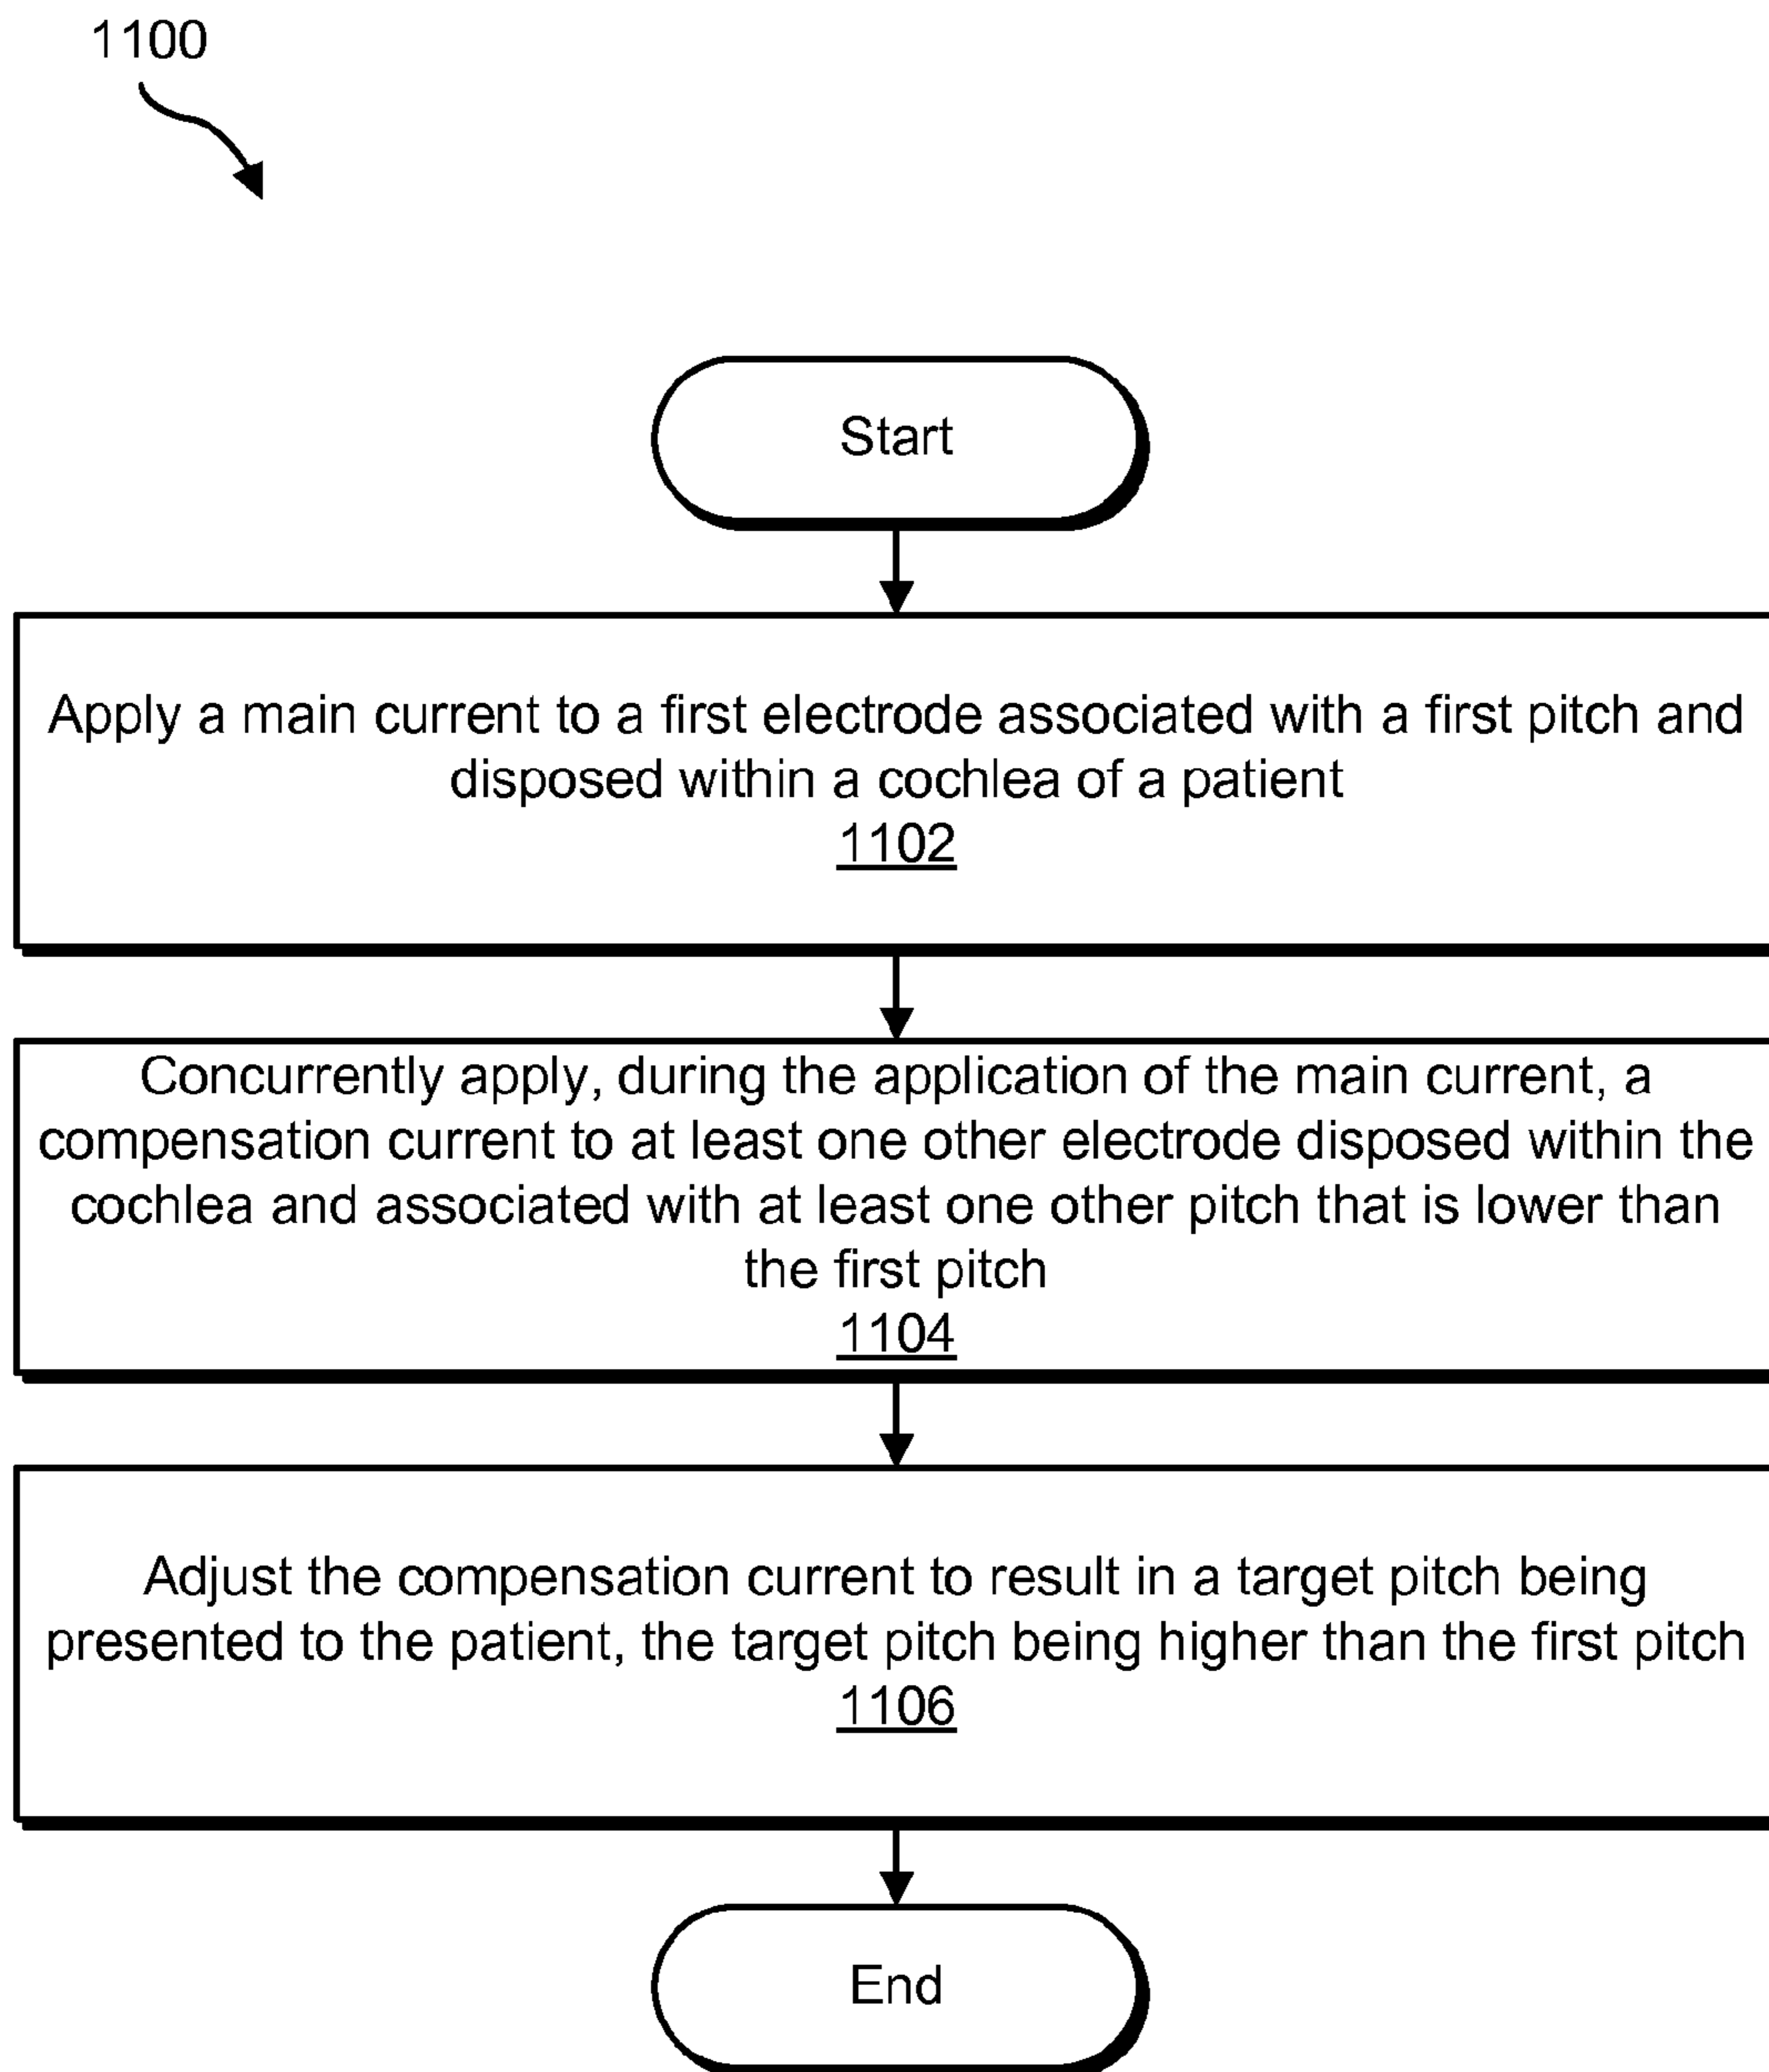 1100
Start
Apply a main current to a first electrode associated with a first pitch and
disposed within a cochlea of a patient
1102
Concurrently apply, during the application of the main current, a
compensation current to at least one other electrode disposed within the
cochlea and associated with at least one other pitch that is lower than
the first pitch
1104
Adjust the compensation current to result in a target pitch being
presented to the patient, the target pitch being higher than the first pitch
1106
End